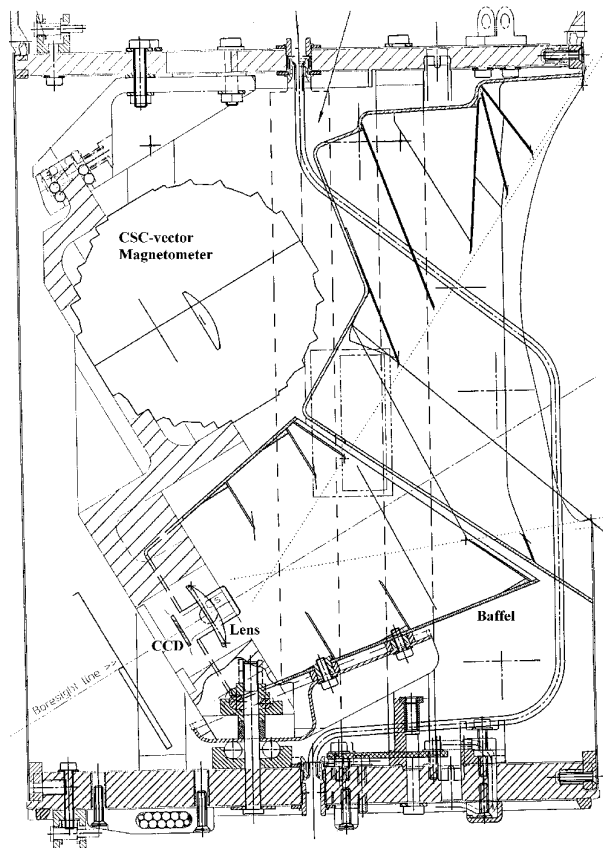 CSC-vector
Magnetometer
Baffel
Lens
CCD
Boresight line >>
S